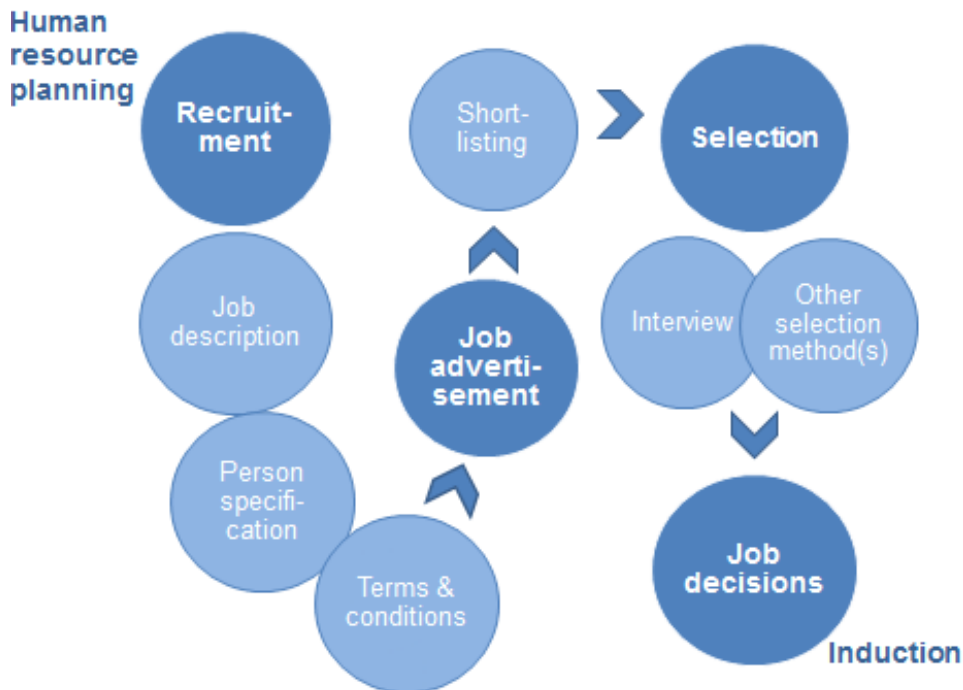 Human
resource
planning
Recruit-
ment
Job
description
Person
specifi-
cation
Terms &
conditions
Job
adverti-
sement
Short-
listing
Selection
Interview
Other
selection
method(s)
Job
decisions
Induction